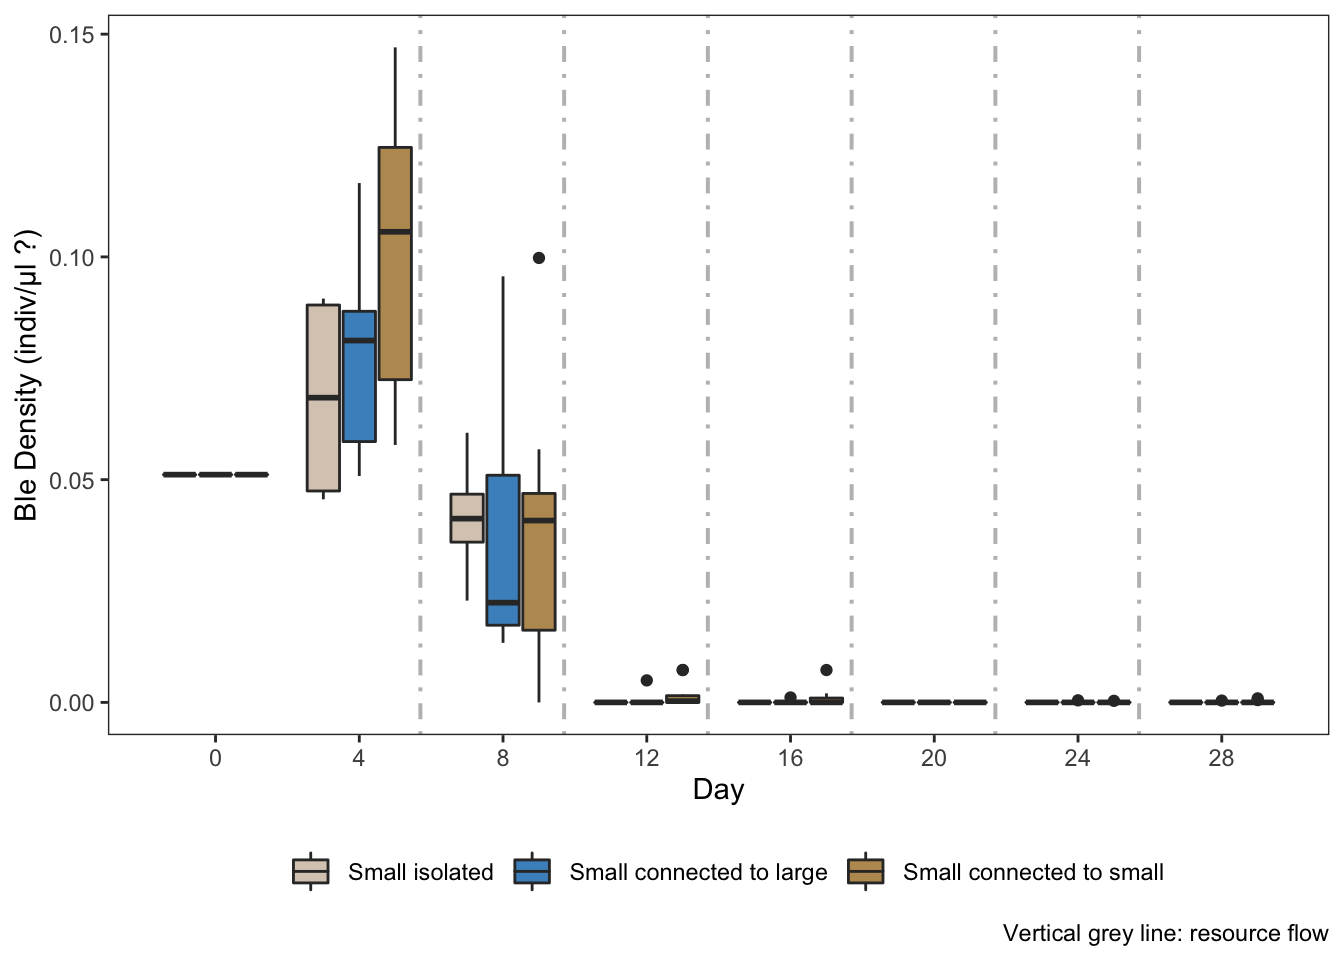 0.15
0.10
0.05
0.00
Ble Density (indiv/µl ?)
0 4 8 12 16 20 24 28
Day
Small isolated Small connected to large Small connected to small
Vertical grey line: resource flow